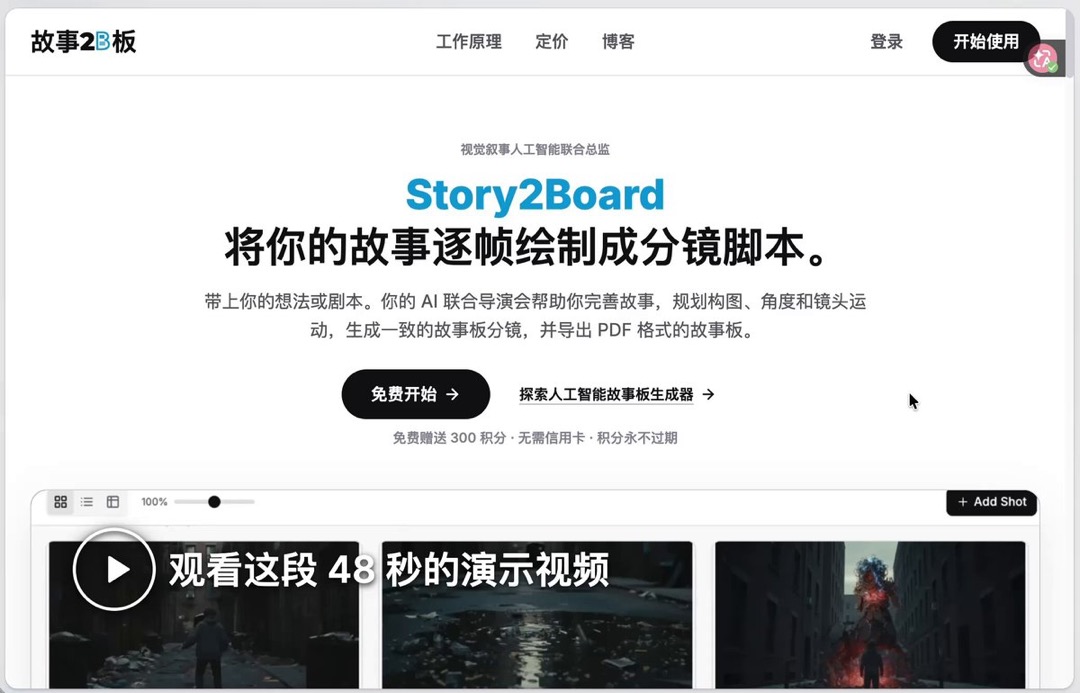 故事2B板
工作原理 定价 博客
登录 开始使用
视觉叙事人工智能联合总监
Story2Board
将你的故事逐帧绘制成分镜脚本。
带上你的想法或剧本。你的 AI 联合导演会帮助你完善故事，规划构图、角度和镜头运
动，生成一致的故事板分镜，并导出 PDF 格式的故事板。
免费开始 → 探索人工智能故事板生成器 →
免费赠送 300 积分 · 无需信用卡 · 积分永不过期
100% + Add Shot
观看这段 48 秒的演示视频